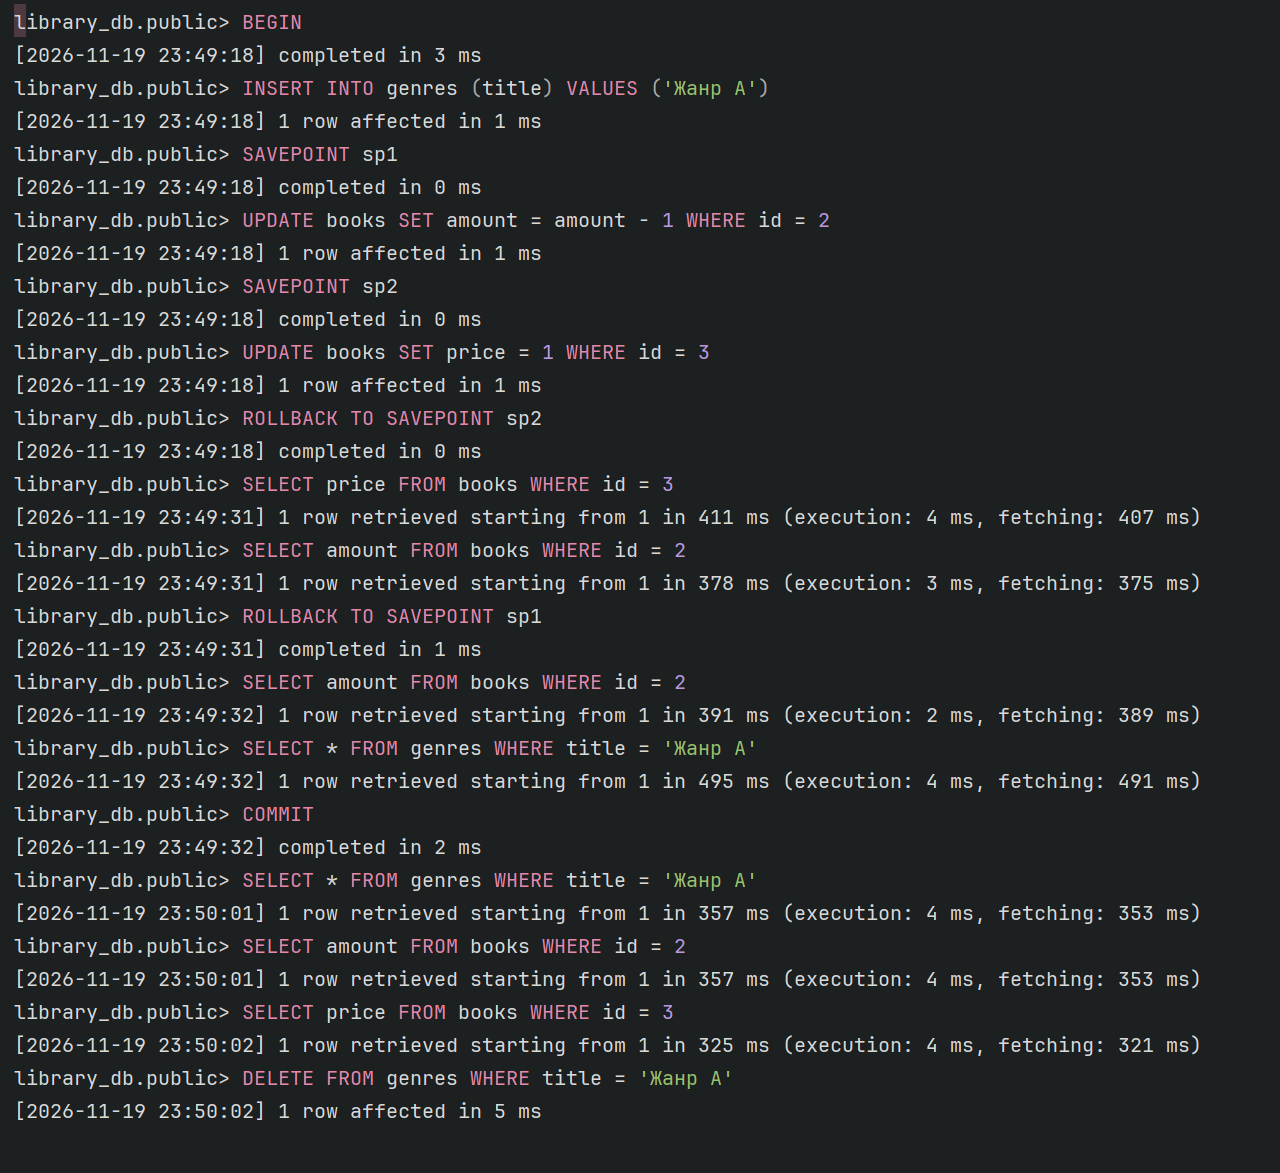 library_db.public> BEGIN
[2026-11-19 23:49:18] completed in 3 ms
library_db.public> INSERT INTO genres (title) VALUES ('Жанр А')
[2026-11-19 23:49:18] 1 row affected in 1 ms
library_db.public> SAVEPOINT sp1
[2026-11-19 23:49:18] completed in 0 ms
library_db.public> UPDATE books SET amount = amount - 1 WHERE id = 2
[2026-11-19 23:49:18] 1 row affected in 1 ms
library_db.public> SAVEPOINT sp2
[2026-11-19 23:49:18] completed in 0 ms
library_db.public> UPDATE books SET price = 1 WHERE id = 3
[2026-11-19 23:49:18] 1 row affected in 1 ms
library_db.public> ROLLBACK TO SAVEPOINT sp2
[2026-11-19 23:49:18] completed in 0 ms
library_db.public> SELECT price FROM books WHERE id = 3
[2026-11-19 23:49:31] 1 row retrieved starting from 1 in 411 ms (execution: 4 ms, fetching: 407 ms)
library_db.public> SELECT amount FROM books WHERE id = 2
[2026-11-19 23:49:31] 1 row retrieved starting from 1 in 378 ms (execution: 3 ms, fetching: 375 ms)
library_db.public> ROLLBACK TO SAVEPOINT sp1
[2026-11-19 23:49:31] completed in 1 ms
library_db.public> SELECT amount FROM books WHERE id = 2
[2026-11-19 23:49:32] 1 row retrieved starting from 1 in 391 ms (execution: 2 ms, fetching: 389 ms)
library_db.public> SELECT * FROM genres WHERE title = 'Жанр А'
[2026-11-19 23:49:32] 1 row retrieved starting from 1 in 495 ms (execution: 4 ms, fetching: 491 ms)
library_db.public> COMMIT
[2026-11-19 23:49:32] completed in 2 ms
library_db.public> SELECT * FROM genres WHERE title = 'Жанр А'
[2026-11-19 23:50:01] 1 row retrieved starting from 1 in 357 ms (execution: 4 ms, fetching: 353 ms)
library_db.public> SELECT amount FROM books WHERE id = 2
[2026-11-19 23:50:01] 1 row retrieved starting from 1 in 357 ms (execution: 4 ms, fetching: 353 ms)
library_db.public> SELECT price FROM books WHERE id = 3
[2026-11-19 23:50:02] 1 row retrieved starting from 1 in 325 ms (execution: 4 ms, fetching: 321 ms)
library_db.public> DELETE FROM genres WHERE title = 'Жанр А'
[2026-11-19 23:50:02] 1 row affected in 5 ms